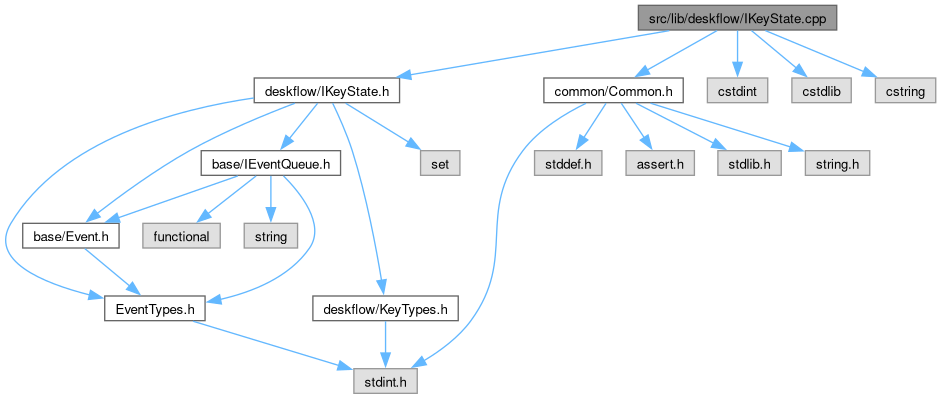 src/lib/deskflow/IKeyState.cpp
deskflow/IKeyState.h
common/Common.h
cstdint
cstdlib
cstring
base/IEventQueue.h
set
stddef.h
assert.h
stdlib.h
string.h
base/Event.h
functional
string
EventTypes.h
deskflow/KeyTypes.h
stdint.h